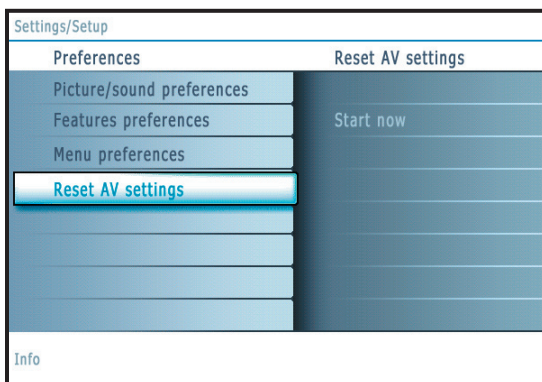 Settings/Setup
Preferences
Reset AV settings
Picture/sound preferences
Features preferences
Start now
Menu preferences
Reset AV settings
Info